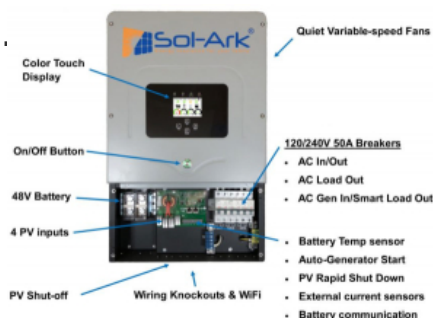 Sol-Ark®
Quiet Variable-speed Fans
Color Touch
Display
On/Off Button
120/240V 50A Breakers
• AC In/Out
• AC Load Out
• AC Gen In/Smart Load Out
48V Battery
4 PV inputs
• Battery Temp sensor
• Auto-Generator Start
• PV Rapid Shut Down
• External current sensors
• Battery communication
PV Shut-off
Wiring Knockouts & WiFi